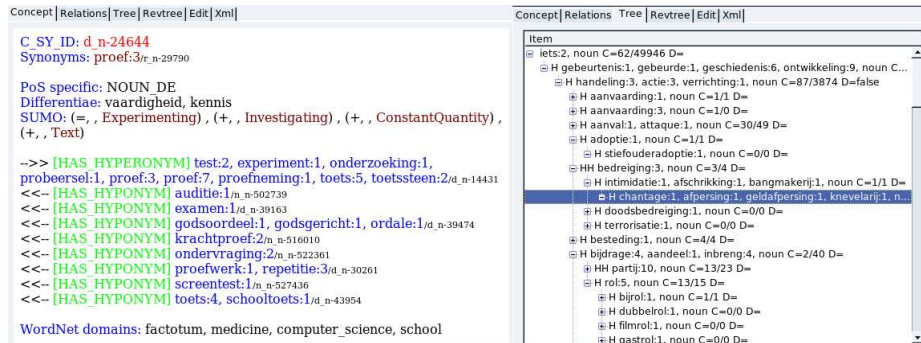 Concept Relations Tree Revtree Edit Xml
C_SY_ID: d_n-24644
Synonyms: proef:3/r_n-29790
PoS specific: NOUN_DE
Differentiae: vaardigheid, kennis
SUMO: (=, , Experimenting) , (+, , Investigating) , (+, , ConstantQuantity) ,
(+, , Text)
-->> [HAS_HYPERONYM] test:2, experiment:1, onderzoeking:1,
probeersel:1, proef:3, proef:7, proefneming:1, toets:5, toetssteen:2/d_n-14431
<<-- [HAS_HYPONYM] auditie:1/n_n-502739
<<-- [HAS_HYPONYM] examen:1/d_n-39163
<<-- [HAS_HYPONYM] godsoordeel:1, godsgericht:1, ordale:1/d_n-39474
<<-- [HAS_HYPONYM] krachtproef:2/n_n-516010
<<-- [HAS_HYPONYM] ondervraging:2/n_n-522361
<<-- [HAS_HYPONYM] proefwerk:1, repetitie:3/d_n-30261
<<-- [HAS_HYPONYM] screentest:1/n_n-527436
<<-- [HAS_HYPONYM] toets:4, schooltoets:1/d_n-43954
WordNet domains: factotum, medicine, computer_science, school
Concept Relations Tree Revtree Edit Xml
Item
iets:2, noun C=62/49946 D=
H gebeurtenis:1, gebeurde:1, geschiedenis:6, ontwikkeling:9, noun C...
H handeling:3, actie:3, verrichting:1, noun C=87/3874 D=false
H aanvaarding:1, noun C=1/1 D=
H aanvaarding:3, noun C=1/0 D=
H aanval:1, attaque:1, noun C=30/49 D=
H adoptie:1, noun C=1/1 D=
H stiefouderadoptie:1, noun C=0/0 D=
HH bedreiging:3, noun C=3/4 D=
H intimidatie:1, afschrikking:1, bangmakerij:1, noun C=1/1 D=
H chantage:1, afpersing:1, geldafpersing:1, knevelarij:1, n...
H doodsbedreiging:1, noun C=0/0 D=
H terrorisatie:1, noun C=0/0 D=
H besteding:1, noun C=4/4 D=
H bijdrage:4, aandeel:1, inbreng:4, noun C=2/40 D=
HH partij:10, noun C=13/23 D=
H rol:5, noun C=13/15 D=
H bijrol:1, noun C=1/1 D=
H dubbelrol:1, noun C=0/0 D=
H filmrol:1, noun C=0/0 D=
H gastrol:1, noun C=0/0 D=